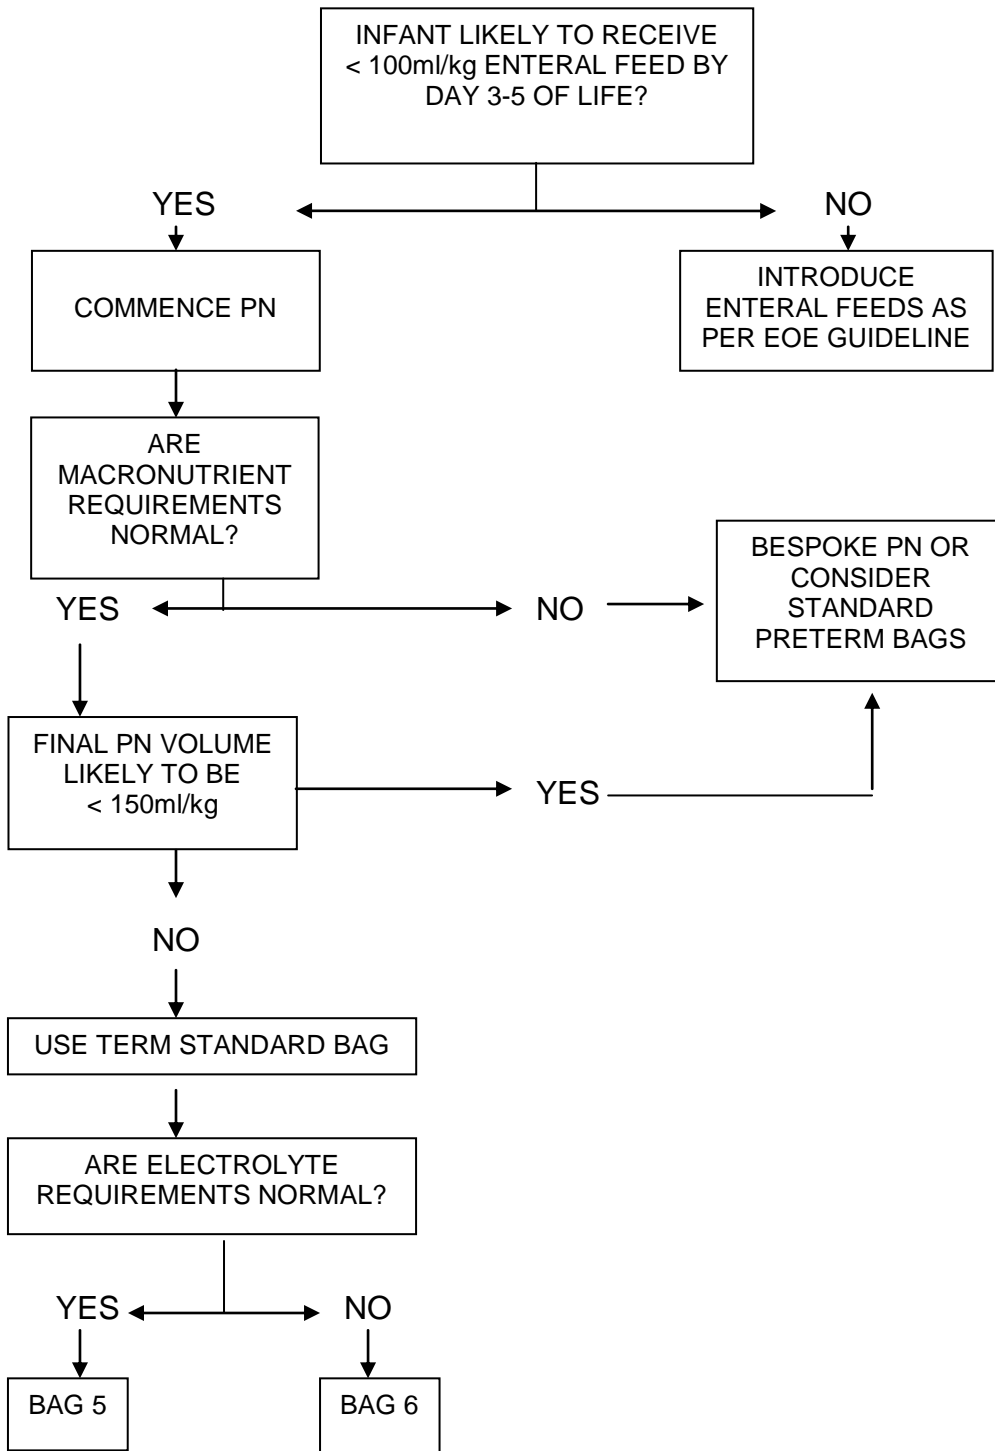 INFANT LIKELY TO RECEIVE
< 100ml/kg ENTERAL FEED BY
DAY 3-5 OF LIFE?
YES
NO
COMMENCE PN
INTRODUCE
ENTERAL FEEDS AS
PER EOE GUIDELINE
ARE
MACRONUTRIENT
REQUIREMENTS
NORMAL?
YES
NO
BESPOKE PN OR
CONSIDER
STANDARD
PRETERM BAGS
FINAL PN VOLUME
LIKELY TO BE
< 150ml/kg
YES
NO
USE TERM STANDARD BAG
ARE ELECTROLYTE
REQUIREMENTS NORMAL?
YES
NO
BAG 5
BAG 6